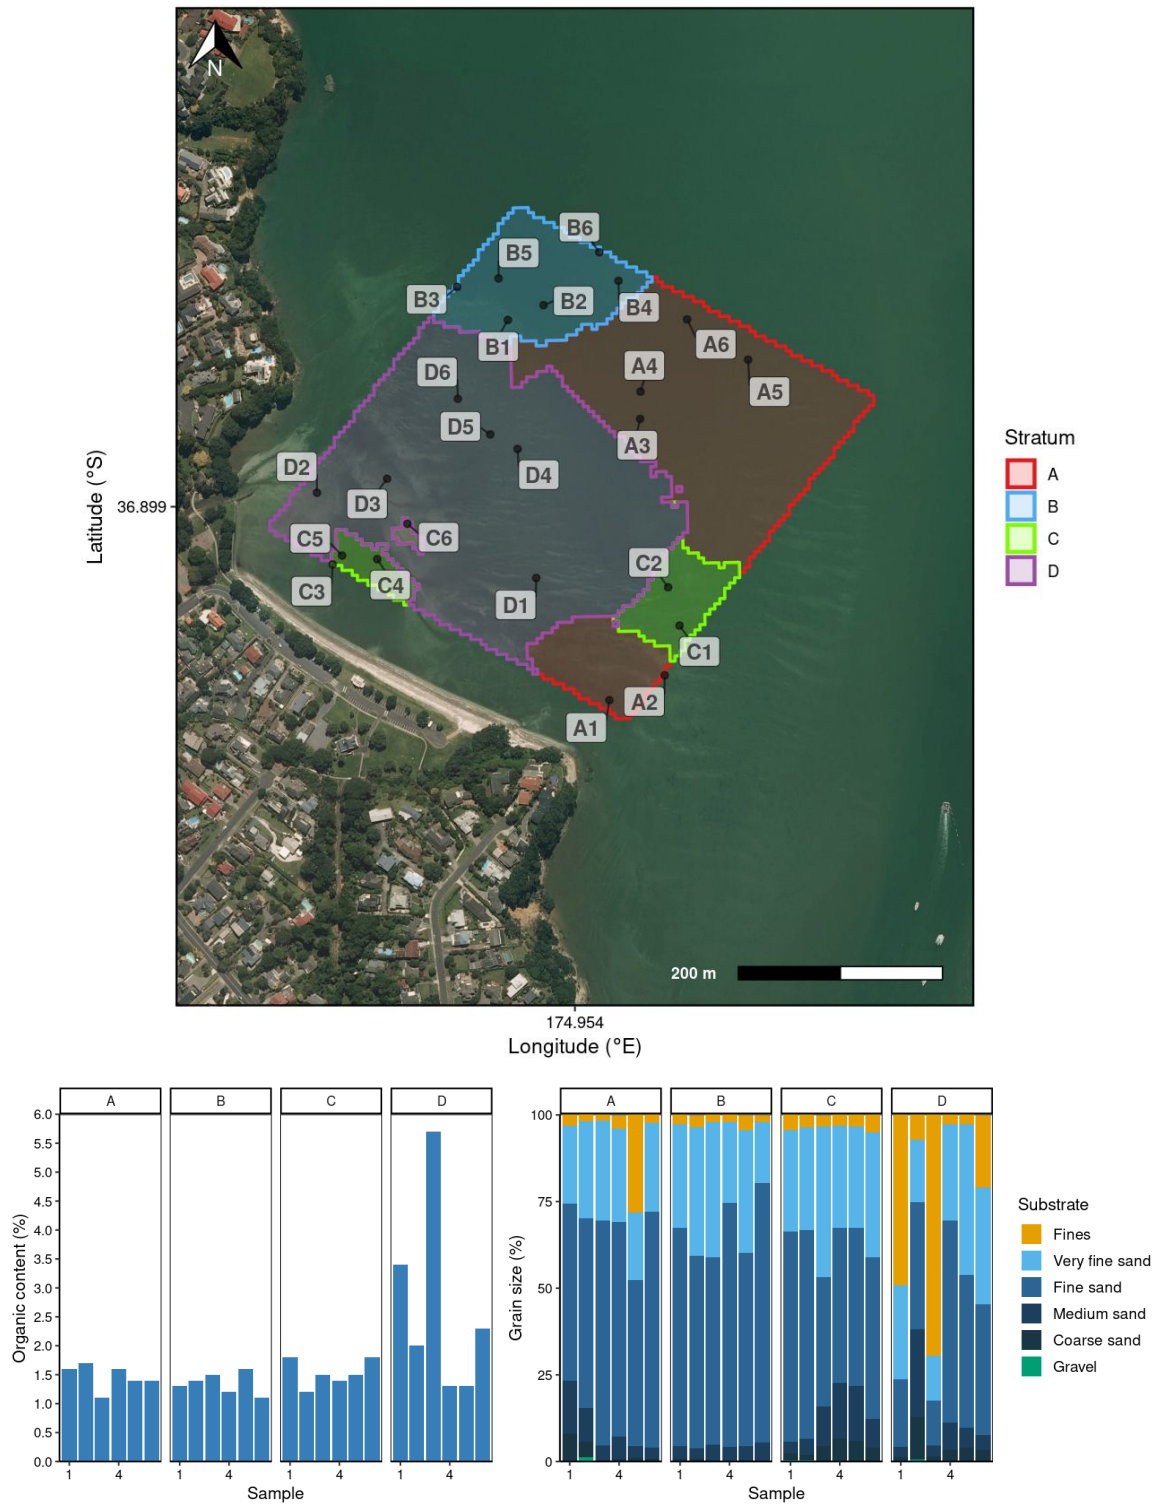 N
B6
B5
B3
B2
B4
B1
A6
D6
A4
A5
D5
A3
D2
D4
D3
C5
C6
C2
C3
C4
D1
C1
A2
A1
200 m
36.899
Latitude (°S)
174.954
Longitude (°E)
Stratum
A
B
C
D
A
B
C
D
6.0
5.5
5.0
4.5
4.0
3.5
3.0
2.5
2.0
1.5
1.0
0.5
0.0
Organic content (%)
1 4 1 4 1 4 1 4
Sample
A
B
C
D
100
75
50
25
0
Grain size (%)
1 4 1 4 1 4 1 4
Sample
Substrate
Fines
Very fine sand
Fine sand
Medium sand
Coarse sand
Gravel